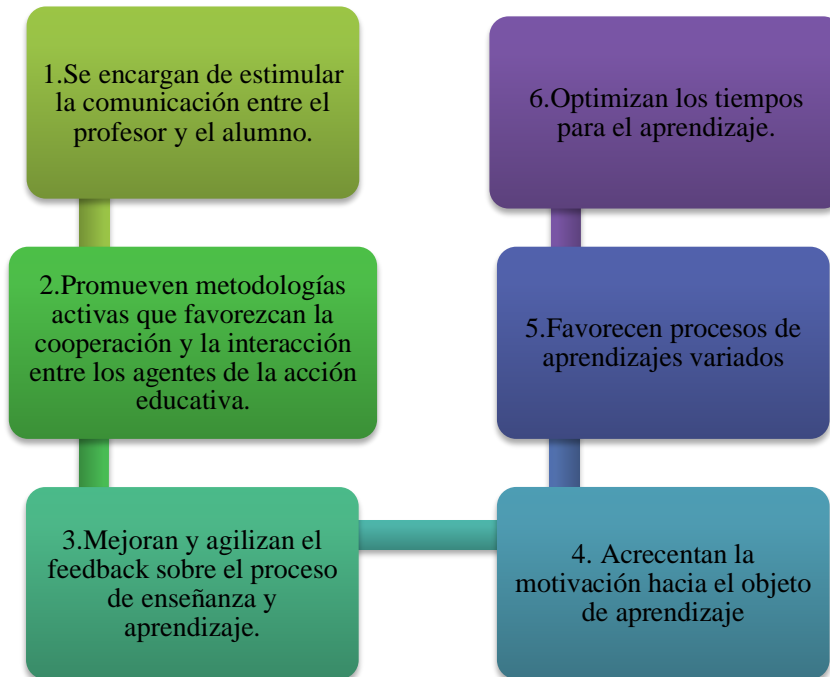 1.Se encargan de estimular
la comunicación entre el
profesor y el alumno.
2.Promueven metodologías
activas que favorezcan la
cooperación y la interacción
entre los agentes de la acción
educativa.
3.Mejoran y agilizan el
feedback sobre el proceso
de enseñanza y
aprendizaje.
4. Acrecentan la
motivación hacia el objeto
de aprendizaje
5.Favorecen procesos de
aprendizajes variados
6.Optimizan los tiempos
para el aprendizaje.